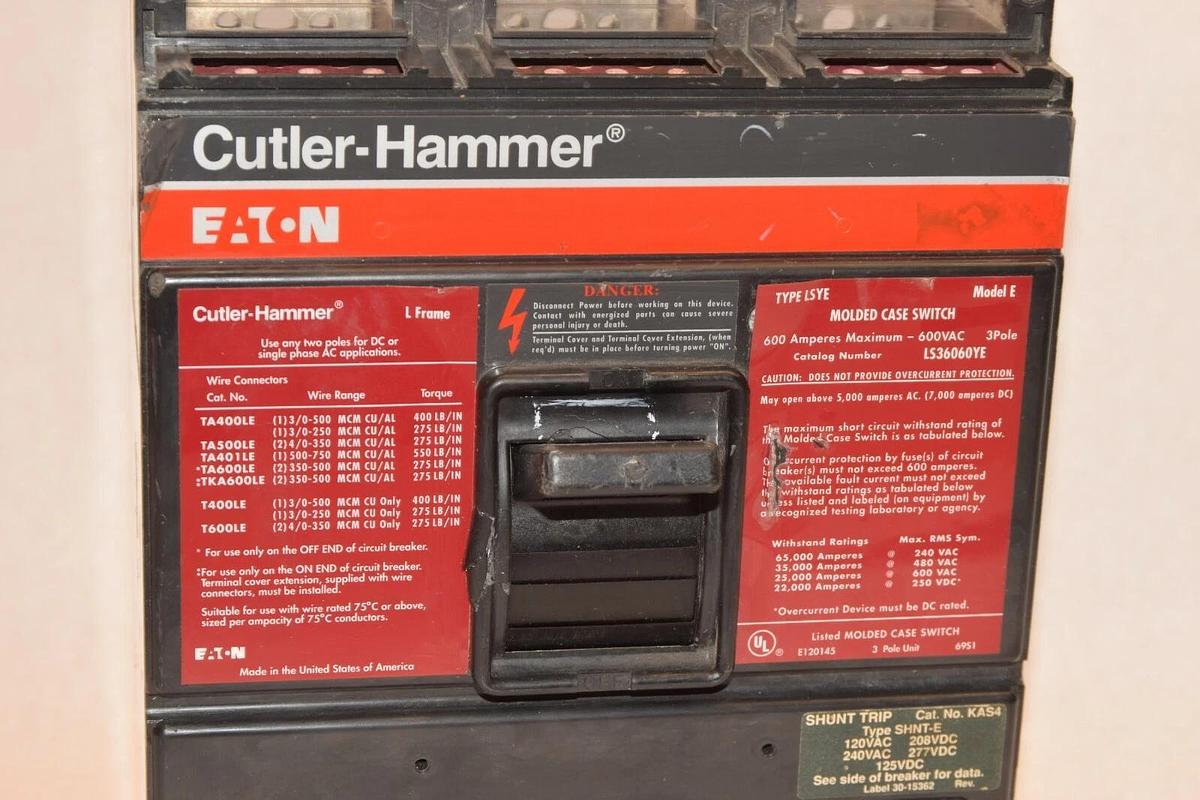 Cutler-Hammer®
EATON
Cutler-Hammer® L Frame
Use any two poles for DC or
single phase AC applications.
Wire Connectors
Cat. No. Wire Range Torque
TA400LE (1)3/0-500 MCM CU/AL 400 LB/IN
(1)3/0-250 MCM CU/AL 275 LB/IN
TA500LE (2)4/0-350 MCM CU/AL 275 LB/IN
TA401LE (1)500-750 MCM CU/AL 550 LB/IN
*TA600LE (2)350-500 MCM CU/AL 275 LB/IN
‡TKA600LE (2)350-500 MCM CU/AL 275 LB/IN
T400LE (1)3/0-500 MCM CU Only 400 LB/IN
(1)3/0-250 MCM CU Only 275 LB/IN
T600LE (2)4/0-350 MCM CU Only 275 LB/IN
* For use only on the OFF END of circuit breaker.
‡For use only on the ON END of circuit breaker.
Terminal cover extension, supplied with wire
connectors, must be installed.
Suitable for use with wire rated 75°C or above,
sized per ampacity of 75°C conductors.
EATON
Made in the United States of America
DANGER:
Disconnect Power before working on this device.
Contact with energized parts can cause severe
personal injury or death.
Terminal Cover and Terminal Cover Extension, (when
req'd) must be in place before turning power "ON".
TYPE LSYE Model E
MOLDED CASE SWITCH
600 Amperes Maximum – 600VAC 3Pole
Catalog Number LS36060YE
CAUTION: DOES NOT PROVIDE OVERCURRENT PROTECTION.
May open above 5,000 amperes AC. (7,000 amperes DC)
The maximum short circuit withstand rating of
the Molded Case Switch is as tabulated below.
current protection by fuse(s) of circuit
breaker(s) must not exceed 600 amperes.
The available fault current must not exceed
the withstand ratings as tabulated below
unless listed and labeled (an equipment) by
a recognized testing laboratory or agency.
Withstand Ratings Max. RMS Sym.
65,000 Amperes @ 240 VAC
35,000 Amperes @ 480 VAC
25,000 Amperes @ 600 VAC
22,000 Amperes @ 250 VDC*
*Overcurrent Device must be DC rated.
UL® Listed MOLDED CASE SWITCH
E120145 3 Pole Unit 69S1
SHUNT TRIP Cat. No. KAS4
Type SHNT-E
120VAC 208VDC
240VAC 277VDC
125VDC
See side of breaker for data.
Label 30-15362 Rev.